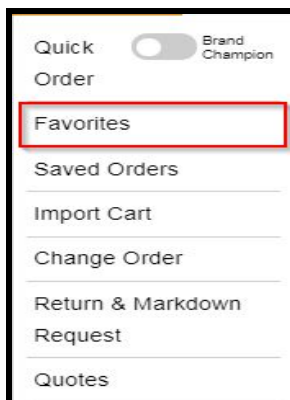 Quick
Brand
Champion
Order
Favorites
Saved Orders
Import Cart
Change Order
Return & Markdown
Request
Quotes